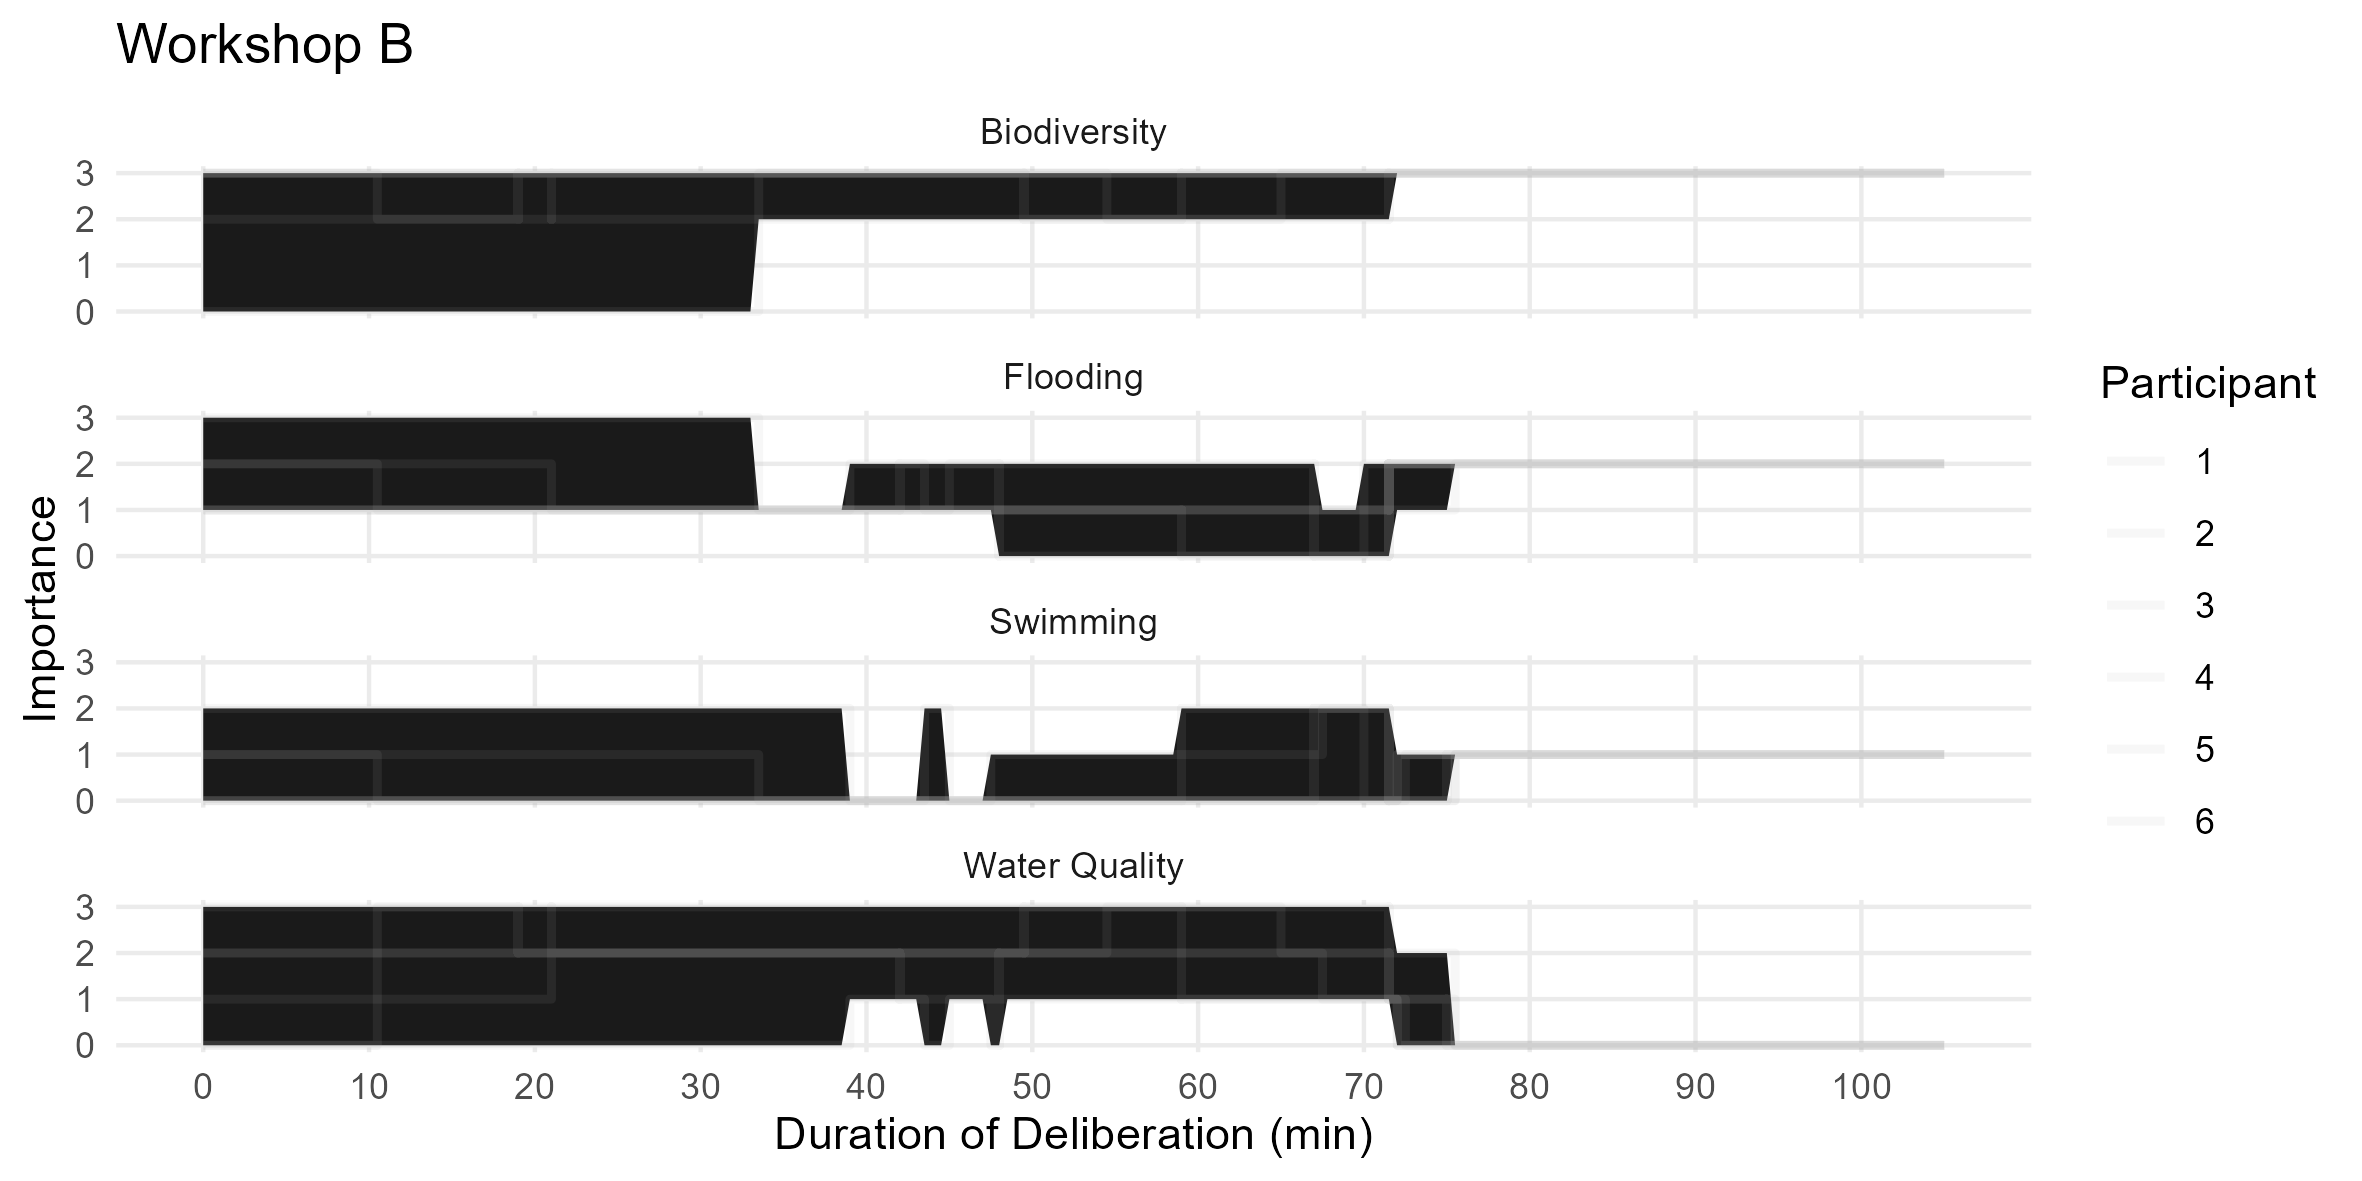 Workshop B
Biodiversity
3
2
1
0
Flooding
3
2
1
0
Swimming
3
2
1
0
Water Quality
3
2
1
0
0 10 20 30 40 50 60 70 80 90 100
Duration of Deliberation (min)
Importance
Participant
1
2
3
4
5
6